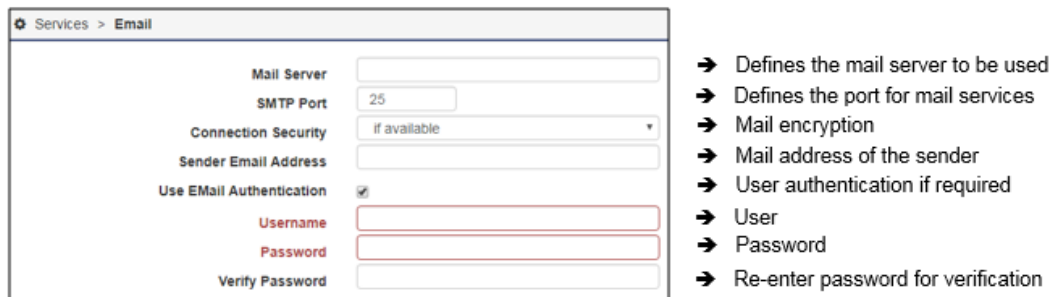 Services > Email
Mail Server ➔ Defines the mail server to be used
SMTP Port 25 ➔ Defines the port for mail services
Connection Security if available ➔ Mail encryption
Sender Email Address ➔ Mail address of the sender
Use EMail Authentication ➔ User authentication if required
Username ➔ User
Password ➔ Password
Verify Password ➔ Re-enter password for verification